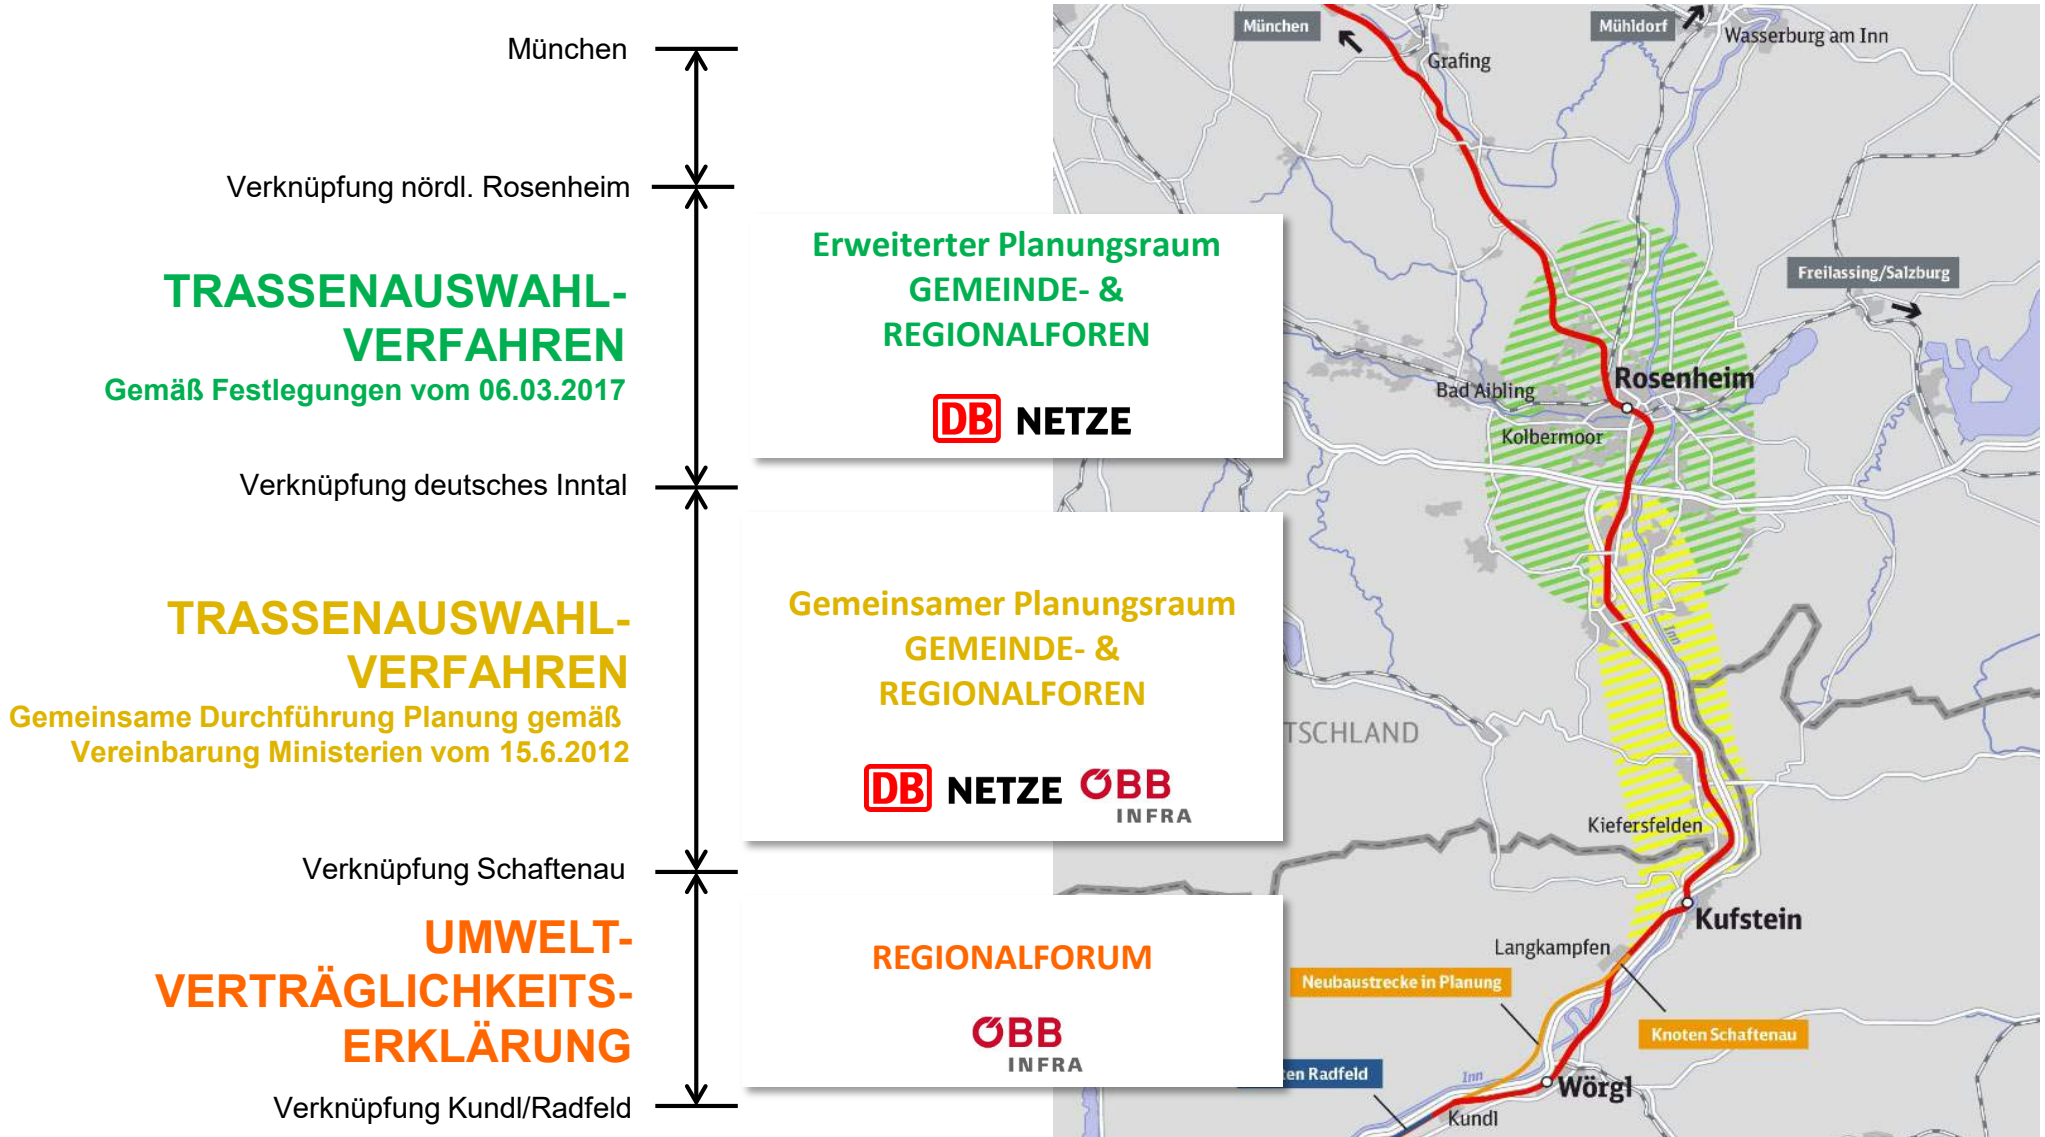 München
Verknüpfung nördl. Rosenheim
TRASSENAUSWAHL-
VERFAHREN
Gemäß Festlegungen vom 06.03.2017
Verknüpfung deutsches Inntal
TRASSENAUSWAHL-
VERFAHREN
Gemeinsame Durchführung Planung gemäß
Vereinbarung Ministerien vom 15.6.2012
Verknüpfung Schaftenau
UMWELT-
VERTRÄGLICHKEITS-
ERKLÄRUNG
Verknüpfung Kundl/Radfeld
Erweiterter Planungsraum
GEMEINDE- &
REGIONALFOREN
DB NETZE
Gemeinsamer Planungsraum
GEMEINDE- &
REGIONALFOREN
DB NETZE ÖBB
INFRA
REGIONALFORUM
ÖBB
INFRA
München
Mühldorf
Wasserburg am Inn
Grafing
Freilassing/Salzburg
Rosenheim
Bad Aibling
Kolbermoor
Inn
TSCHLAND
Kiefersfelden
Kufstein
Langkampfen
Neubaustrecke in Planung
Knoten Schaftenau
en Radfeld
Inn
Wörgl
Kundl